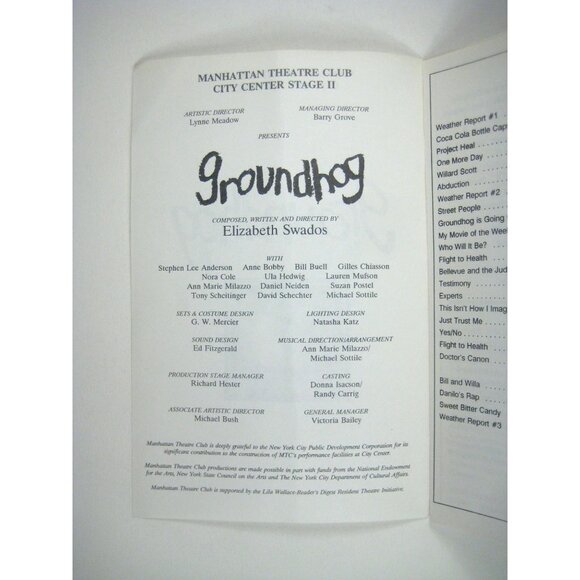 MANHATTAN THEATRE CLUB
CITY CENTER STAGE II
ARTISTIC DIRECTOR
Lynne Meadow
MANAGING DIRECTOR
Barry Grove
PRESENTS
groundhog
COMPOSED, WRITTEN AND DIRECTED BY
Elizabeth Swados
WITH
Stephen Lee Anderson Anne Bobby Bill Buell Gilles Chiasson
Nora Cole Ula Hedwig Lauren Mufson
Ann Marie Milazzo Daniel Neiden Suzan Postel
Tony Scheitinger David Schechter Michael Sottile
SETS & COSTUME DESIGN
G. W. Mercier
LIGHTING DESIGN
Natasha Katz
SOUND DESIGN
Ed Fitzgerald
MUSICAL DIRECTION/ARRANGEMENT
Ann Marie Milazzo/
Michael Sottile
PRODUCTION STAGE MANAGER
Richard Hester
CASTING
Donna Isacson/
Randy Carrig
ASSOCIATE ARTISTIC DIRECTOR
Michael Bush
GENERAL MANAGER
Victoria Bailey
Manhattan Theatre Club is deeply grateful to the New York City Public Development Corporation for its
significant contribution to the construction of MTC's performance facilities at City Center.
Manhattan Theatre Club productions are made possible in part with funds from the National Endowment
for the Arts, New York State Council on the Arts and The New York City Department of Cultural Affairs.
Manhattan Theatre Club is supported by the Lila Wallace-Reader's Digest Resident Theatre Initiative.
Weather Report #1
Coca Cola Bottle Cap
Project Heal
One More Day
Willard Scott
Abduction
Weather Report #2
Street People
Groundhog is Going
My Movie of the Week
Who Will It Be?
Flight to Health
Bellevue and the Jud
Testimony
Experts
This Isn't How I Imag
Just Trust Me
Yes/No
Flight to Health
Doctor's Canon
Bill and Willa
Danilo's Rap
Sweet Bitter Candy
Weather Report #3